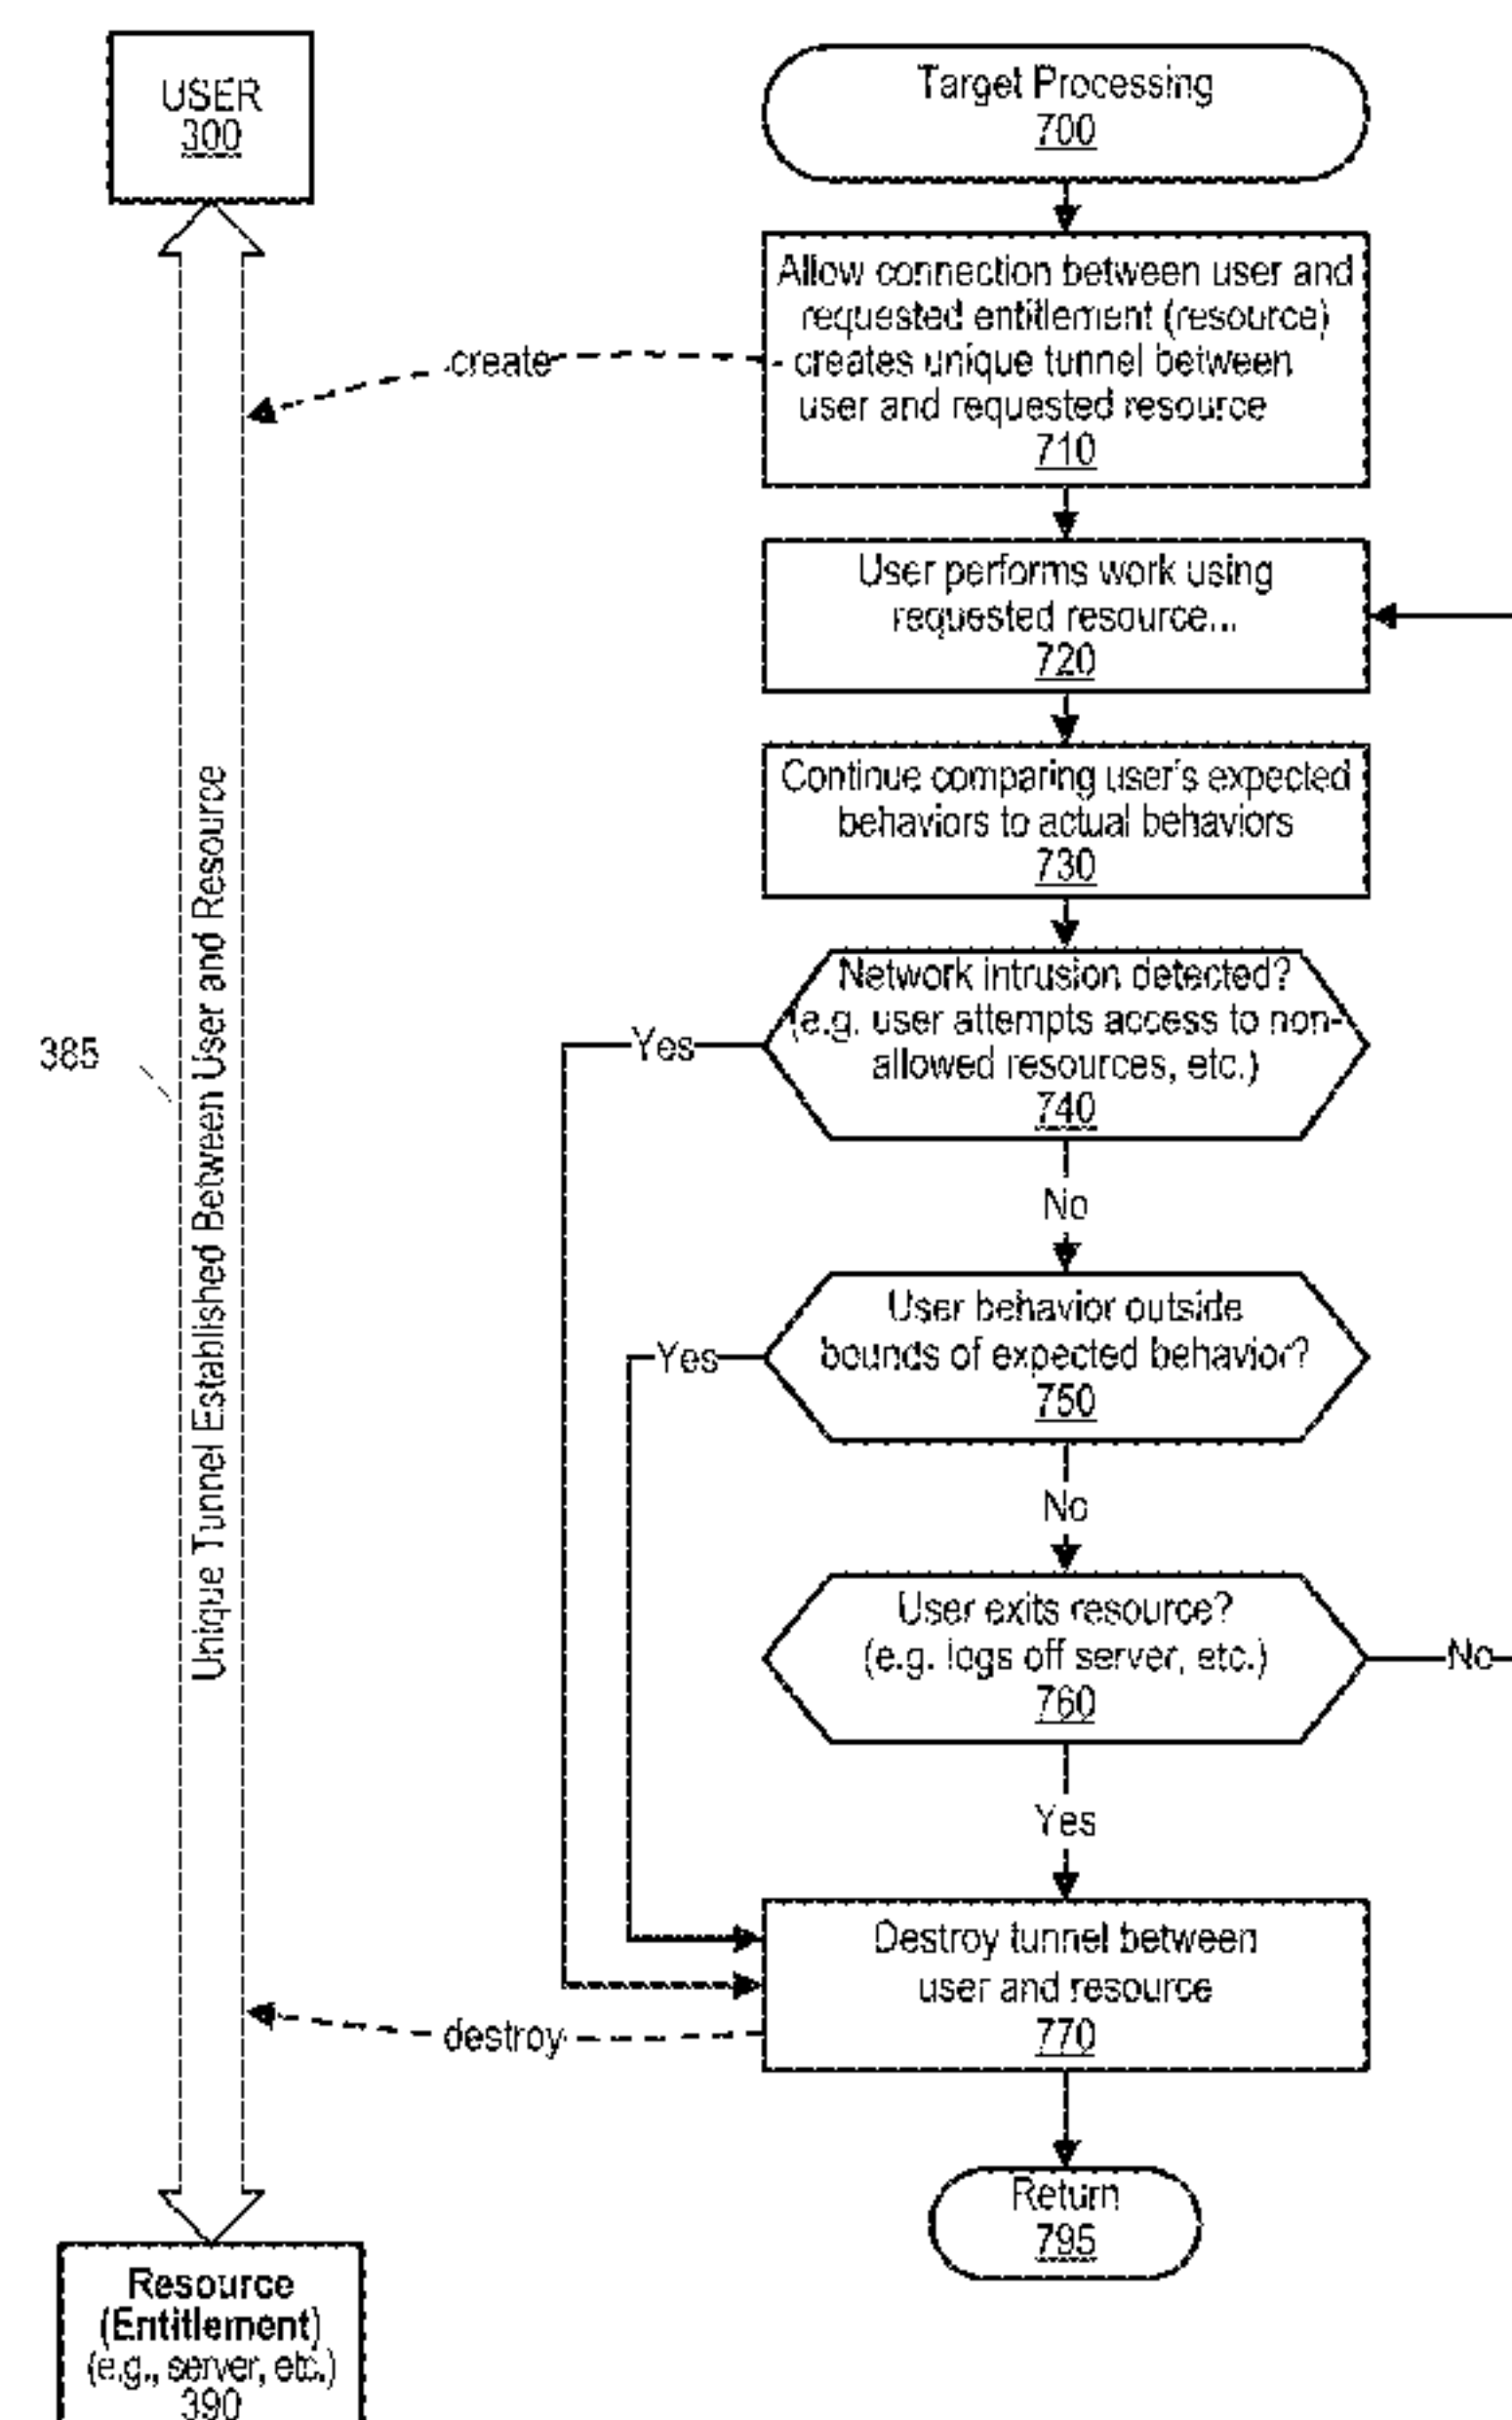 USER
300
Target Processing
700
Allow connection between user and
requested entitlement (resource)
- creates unique tunnel between
user and requested resource
710
create
User performs work using
requested resource...
720
Continue comparing user's expected
behaviors to actual behaviors
730
Network intrusion detected?
(e.g. user attempts access to non-
allowed resources, etc.)
740
Yes
No
385
Unique Tunnel Established Between User and Resource
User behavior outside
bounds of expected behavior?
750
Yes
No
User exits resource?
(e.g. logs off server, etc.)
760
No
Yes
Destroy tunnel between
user and resource
770
destroy
Return
795
Resource
(Entitlement)
(e.g., server, etc.)
390